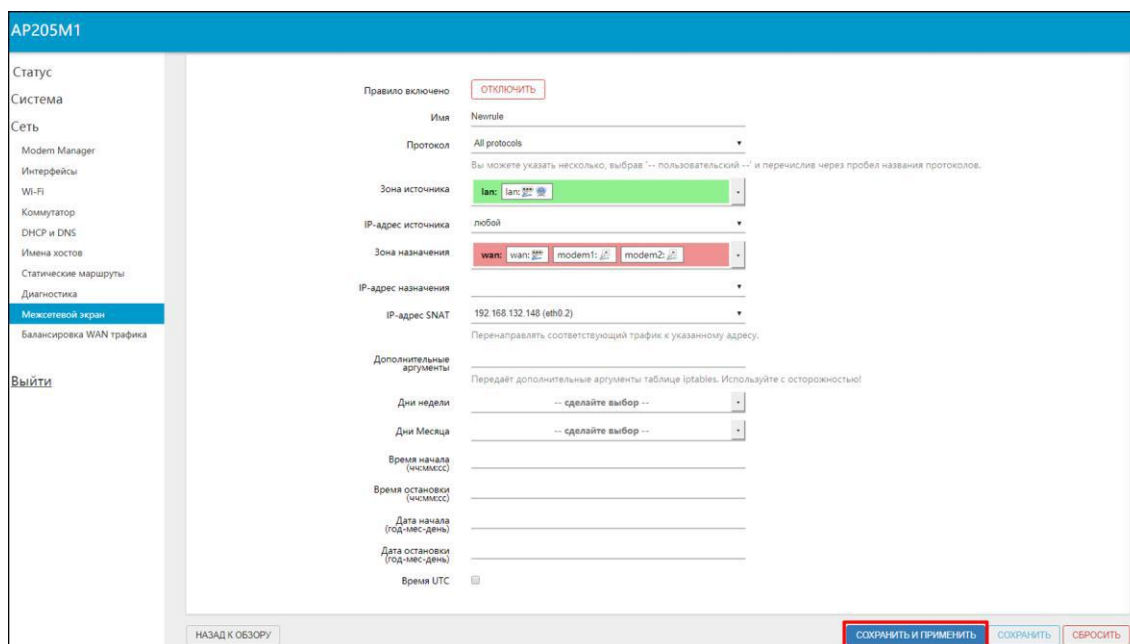 AP205M1
Статус
Система
Сеть
Modem Manager
Интерфейсы
Wi-Fi
Коммутатор
DHCP и DNS
Имена хостов
Статические маршруты
Диагностика
Межсетевой экран
Балансировка WAN трафика
Выйти
Правило включено ОТКЛЮЧИТЬ
Имя Newrule
Протокол All protocols
Вы можете указать несколько, выбрав '-- пользовательский --' и перечислив через пробел названия протоколов.
Зона источника lan: lan:
IP-адрес источника любой
Зона назначения wan: wan: modem1: modem2:
IP-адрес назначения
IP-адрес SNAT 192.168.132.148 (eth0.2)
Перенаправлять соответствующий трафик к указанному адресу.
Дополнительные
аргументы
Передаёт дополнительные аргументы таблице iptables. Используйте с осторожностью!
Дни недели -- сделайте выбор --
Дни Месяца -- сделайте выбор --
Время начала
(чч:мм:сс)
Время остановки
(чч:мм:сс)
Дата начала
(год-мес-день)
Дата остановки
(год-мес-день)
Время UTC
НАЗАД К ОБЗОРУ СОХРАНИТЬ И ПРИМЕНИТЬ СОХРАНИТЬ СБРОСИТЬ